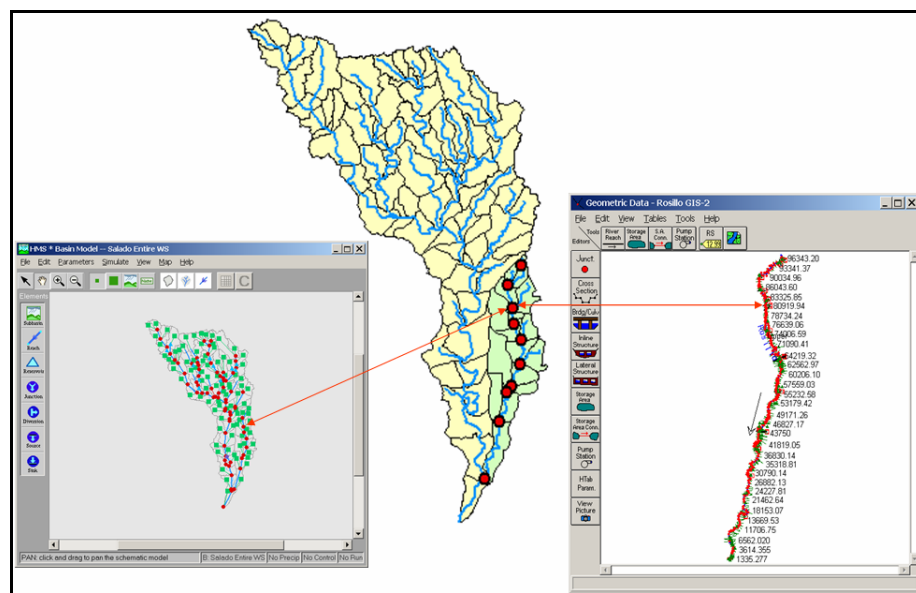 HMS * Basin Model -- Salado Entire WS
File Edit Parameters Simulate View Map Help
Elements
Subbasin
Reach
Reservoir
Junction
Diversion
Source
Sink
PAN: click and drag to pan the schematic model
B: Salado Entire WS
No Precip
No Control
No Run
Geometric Data - Rosillo GIS-2
File Edit View Tables Tools Help
Tools
Editors
River Reach
Storage Area
S.A. Conn.
Pump Station
RS
Junct.
Cross Section
Brdg/Culv
Inline Structure
Lateral Structure
Storage Area
Storage Area Conn.
Pump Station
HTab Param.
View Picture
96343.20
93341.37
90034.96
86043.60
83325.85
80919.94
78734.24
76639.06
74006.59
71090.41
64219.32
62562.97
60206.10
57559.03
55232.58
53179.42
49171.26
46827.17
43750
41819.05
36830.14
35318.81
30790.14
26882.13
24227.81
21462.64
18153.07
13669.53
11706.75
6562.020
3614.355
1335.277